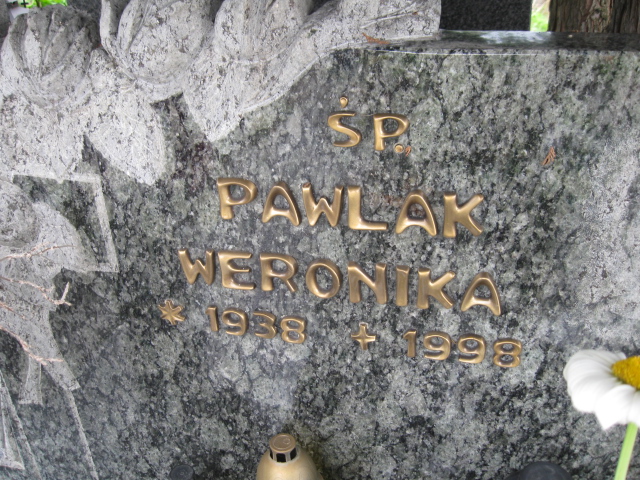 ŚP.
PAWLAK
WERONIKA
* 1938 + 1998